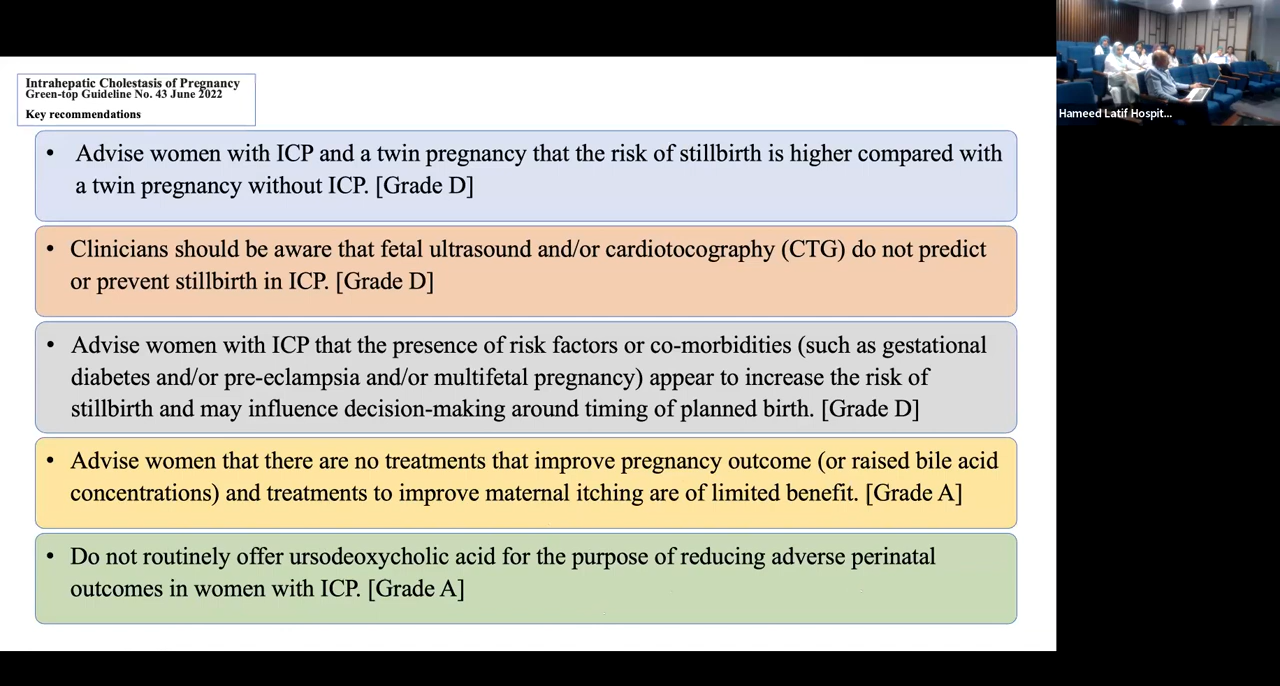 Intrahepatic Cholestasis of Pregnancy
Green-top Guideline No. 43 June 2022
Key recommendations
• Advise women with ICP and a twin pregnancy that the risk of stillbirth is higher compared with
a twin pregnancy without ICP. [Grade D]
• Clinicians should be aware that fetal ultrasound and/or cardiotocography (CTG) do not predict
or prevent stillbirth in ICP. [Grade D]
• Advise women with ICP that the presence of risk factors or co-morbidities (such as gestational
diabetes and/or pre-eclampsia and/or multifetal pregnancy) appear to increase the risk of
stillbirth and may influence decision-making around timing of planned birth. [Grade D]
• Advise women that there are no treatments that improve pregnancy outcome (or raised bile acid
concentrations) and treatments to improve maternal itching are of limited benefit. [Grade A]
• Do not routinely offer ursodeoxycholic acid for the purpose of reducing adverse perinatal
outcomes in women with ICP. [Grade A]
Hameed Latif Hospit...